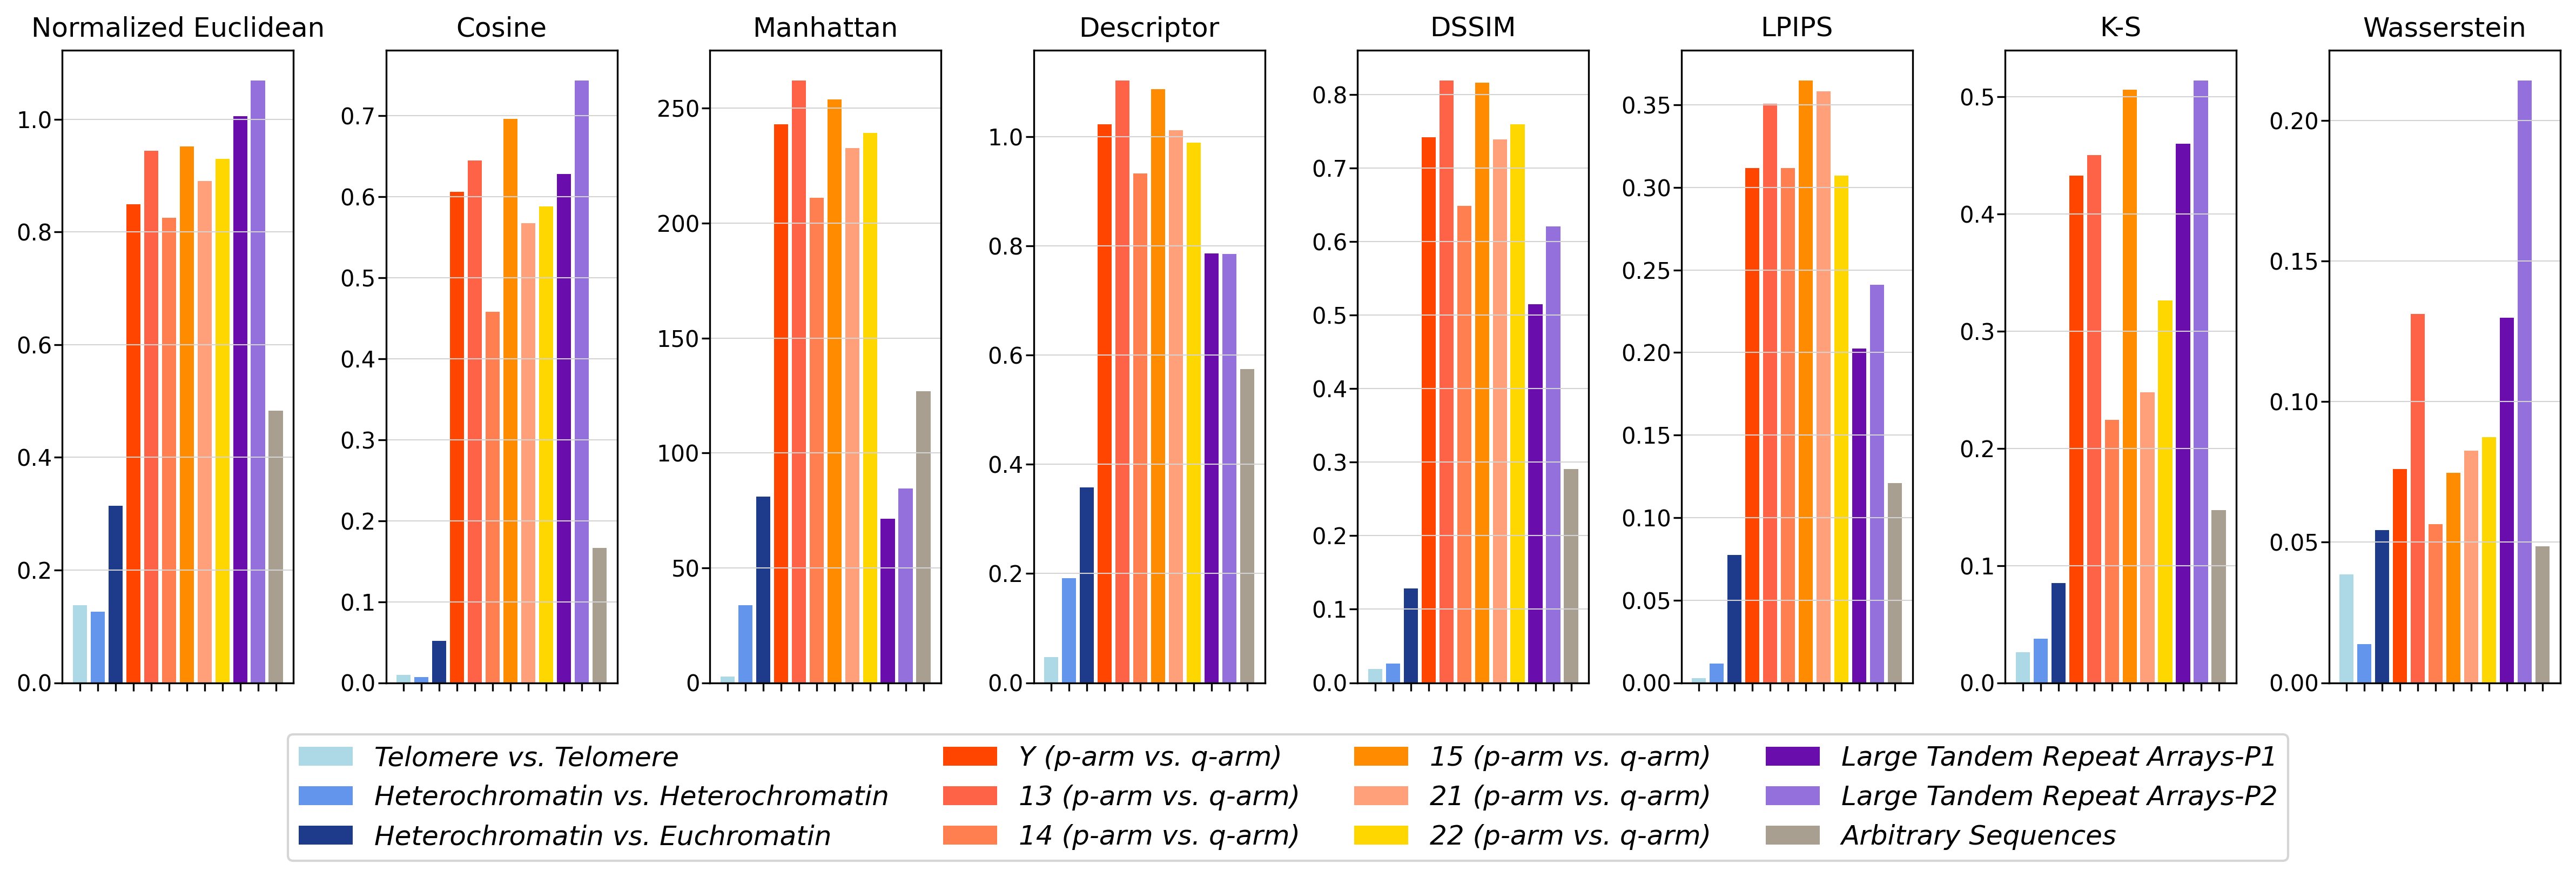 Normalized Euclidean
1.0
0.8
0.6
0.4
0.2
0.0
Cosine
0.7
0.6
0.5
0.4
0.3
0.2
0.1
0.0
Manhattan
250
200
150
100
50
0
Descriptor
1.0
0.8
0.6
0.4
0.2
0.0
DSSIM
0.8
0.7
0.6
0.5
0.4
0.3
0.2
0.1
0.0
LPIPS
0.35
0.30
0.25
0.20
0.15
0.10
0.05
0.00
K-S
0.5
0.4
0.3
0.2
0.1
0.0
Wasserstein
0.20
0.15
0.10
0.05
0.00
Telomere vs. Telomere
Heterochromatin vs. Heterochromatin
Heterochromatin vs. Euchromatin
Y (p-arm vs. q-arm)
13 (p-arm vs. q-arm)
14 (p-arm vs. q-arm)
15 (p-arm vs. q-arm)
21 (p-arm vs. q-arm)
22 (p-arm vs. q-arm)
Large Tandem Repeat Arrays-P1
Large Tandem Repeat Arrays-P2
Arbitrary Sequences